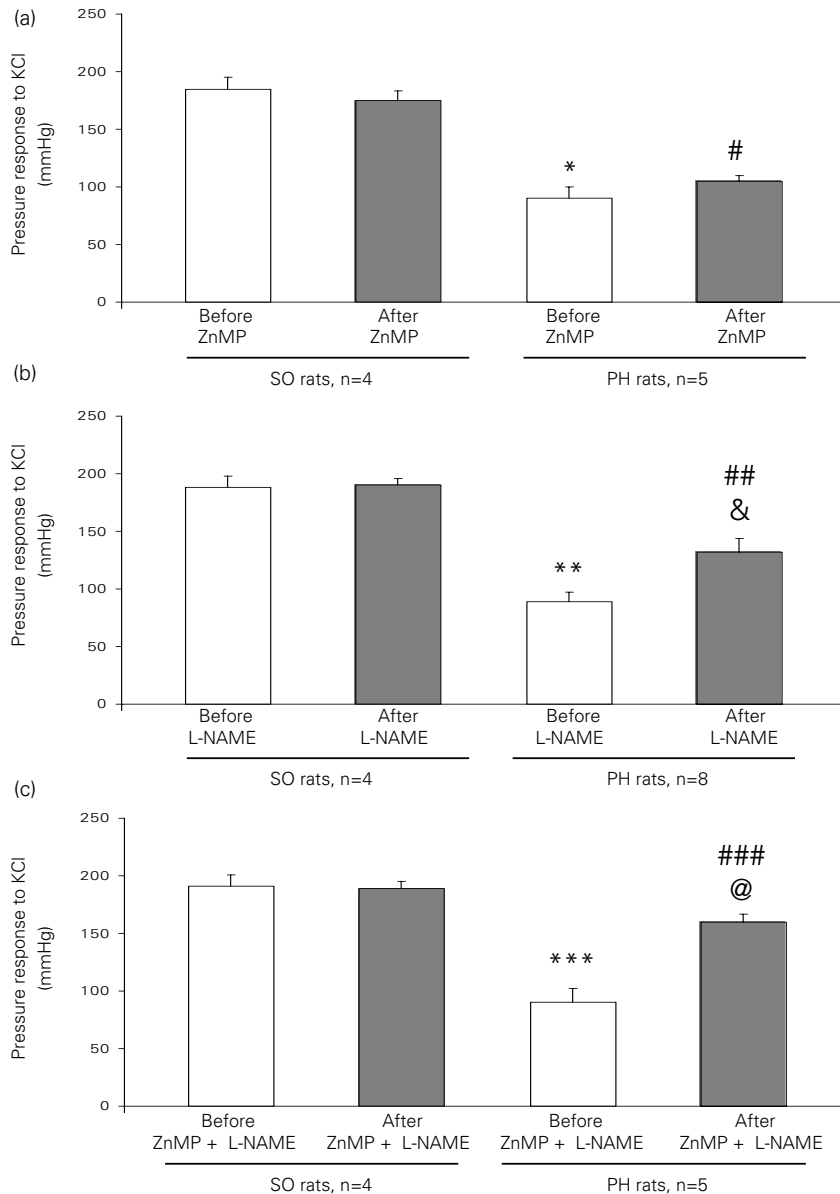 (a)
Pressure response to KCl
(mmHg)
250
200
150
100
50
0
*
#
Before
ZnMP
After
ZnMP
Before
ZnMP
After
ZnMP
SO rats, n=4
PH rats, n=5
(b)
Pressure response to KCl
(mmHg)
250
200
150
100
50
0
**
##
&
Before
L-NAME
After
L-NAME
Before
L-NAME
After
L-NAME
SO rats, n=4
PH rats, n=8
(c)
Pressure response to KCl
(mmHg)
250
200
150
100
50
0
***
###
@
Before
ZnMP + L-NAME
After
ZnMP + L-NAME
Before
ZnMP + L-NAME
After
ZnMP + L-NAME
SO rats, n=4
PH rats, n=5